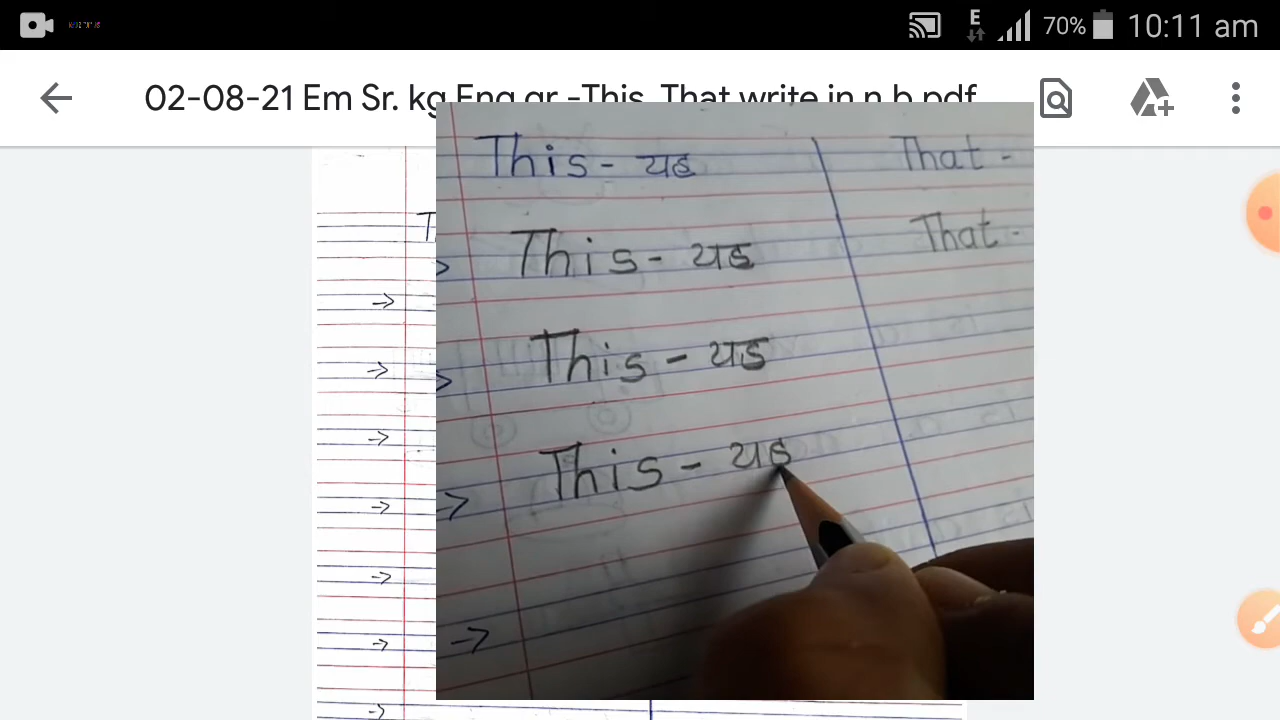 70% 10:11 am
E
02-08-21 Em Sr. kg Eng gr -This, That write in n.b.pdf
This - यह That -
This - यह That -
This - यह
This - यह